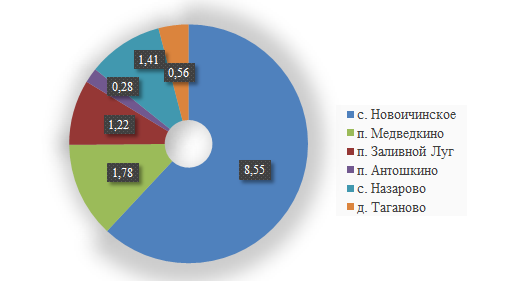 1,41
0,56
0,28
1,22
1,78
8,55
с. Новоичинское
п. Медведкино
п. Заливной Луг
п. Антошкино
с. Назарово
д. Таганово